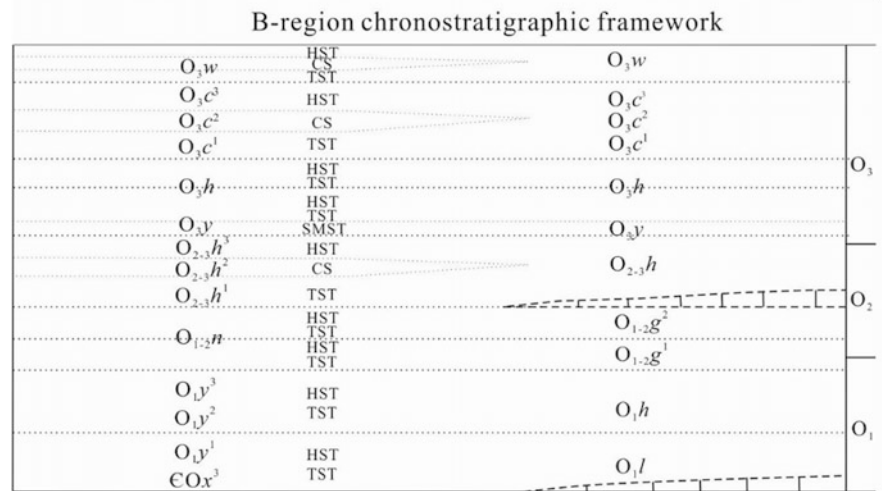 B-region chronostratigraphic framework
HST
O₃w CS O₃w
TST
O₃c³ HST O₃c³
O₃c² CS O₃c²
O₃c¹ TST O₃c¹
HST O₃
O₃h TST O₃h
HST
TST
O₃y SMST O₃y
O₂₋₃h³ HST
O₂₋₃h² CS O₂₋₃h
O₂₋₃h¹ TST O₂
HST O₁₋₂g²
O₁₋₂n TST
HST O₁₋₂g¹
TST
O₁y³ HST
O₁y² TST O₁h
O₁
O₁y¹ HST O₁l
ЄOx³ TST